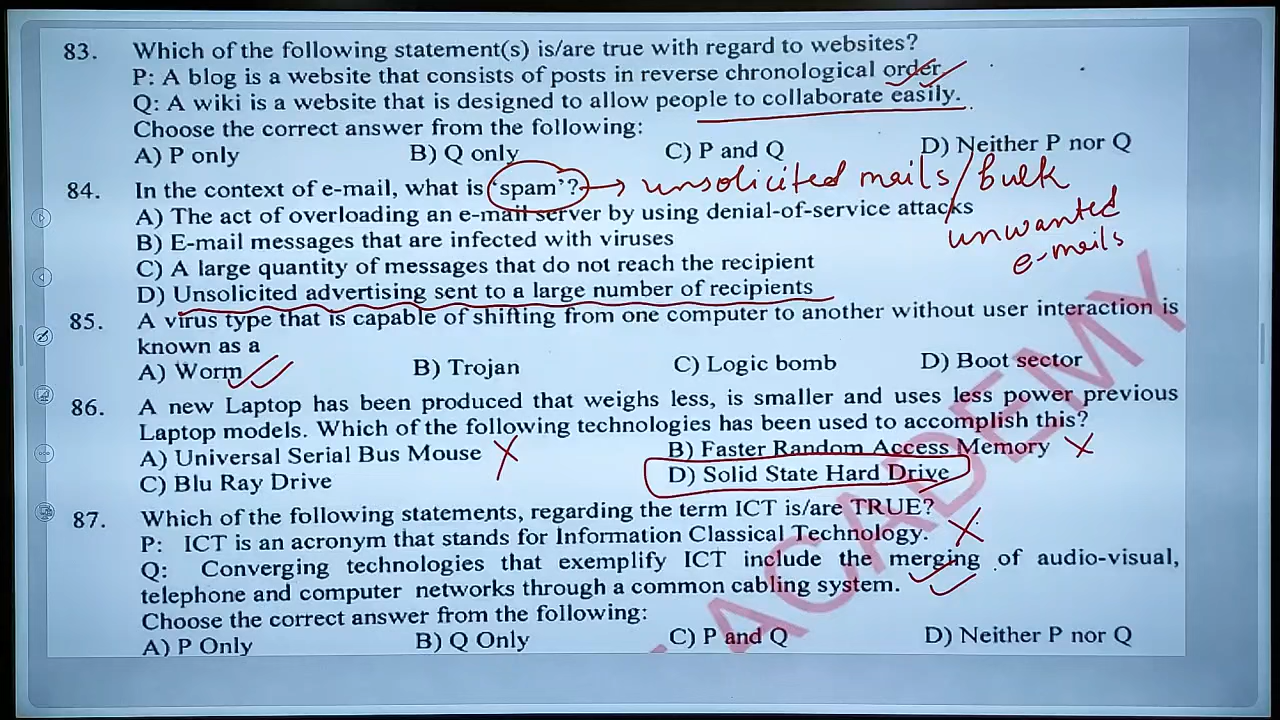 83. Which of the following statement(s) is/are true with regard to websites?
P: A blog is a website that consists of posts in reverse chronological order.
Q: A wiki is a website that is designed to allow people to collaborate easily.
Choose the correct answer from the following:
A) P only B) Q only C) P and Q D) Neither P nor Q
84. In the context of e-mail, what is 'spam'? → unsolicited mails / bulk
A) The act of overloading an e-mail server by using denial-of-service attacks
unwanted
B) E-mail messages that are infected with viruses
e-mails
C) A large quantity of messages that do not reach the recipient
D) Unsolicited advertising sent to a large number of recipients
85. A virus type that is capable of shifting from one computer to another without user interaction is
known as a
A) Worm B) Trojan C) Logic bomb D) Boot sector
86. A new Laptop has been produced that weighs less, is smaller and uses less power previous
Laptop models. Which of the following technologies has been used to accomplish this?
A) Universal Serial Bus Mouse B) Faster Random Access Memory
C) Blu Ray Drive D) Solid State Hard Drive
87. Which of the following statements, regarding the term ICT is/are TRUE?
P: ICT is an acronym that stands for Information Classical Technology.
Q: Converging technologies that exemplify ICT include the merging of audio-visual,
telephone and computer networks through a common cabling system.
Choose the correct answer from the following:
A) P Only B) Q Only C) P and Q D) Neither P nor Q
ACADEMY